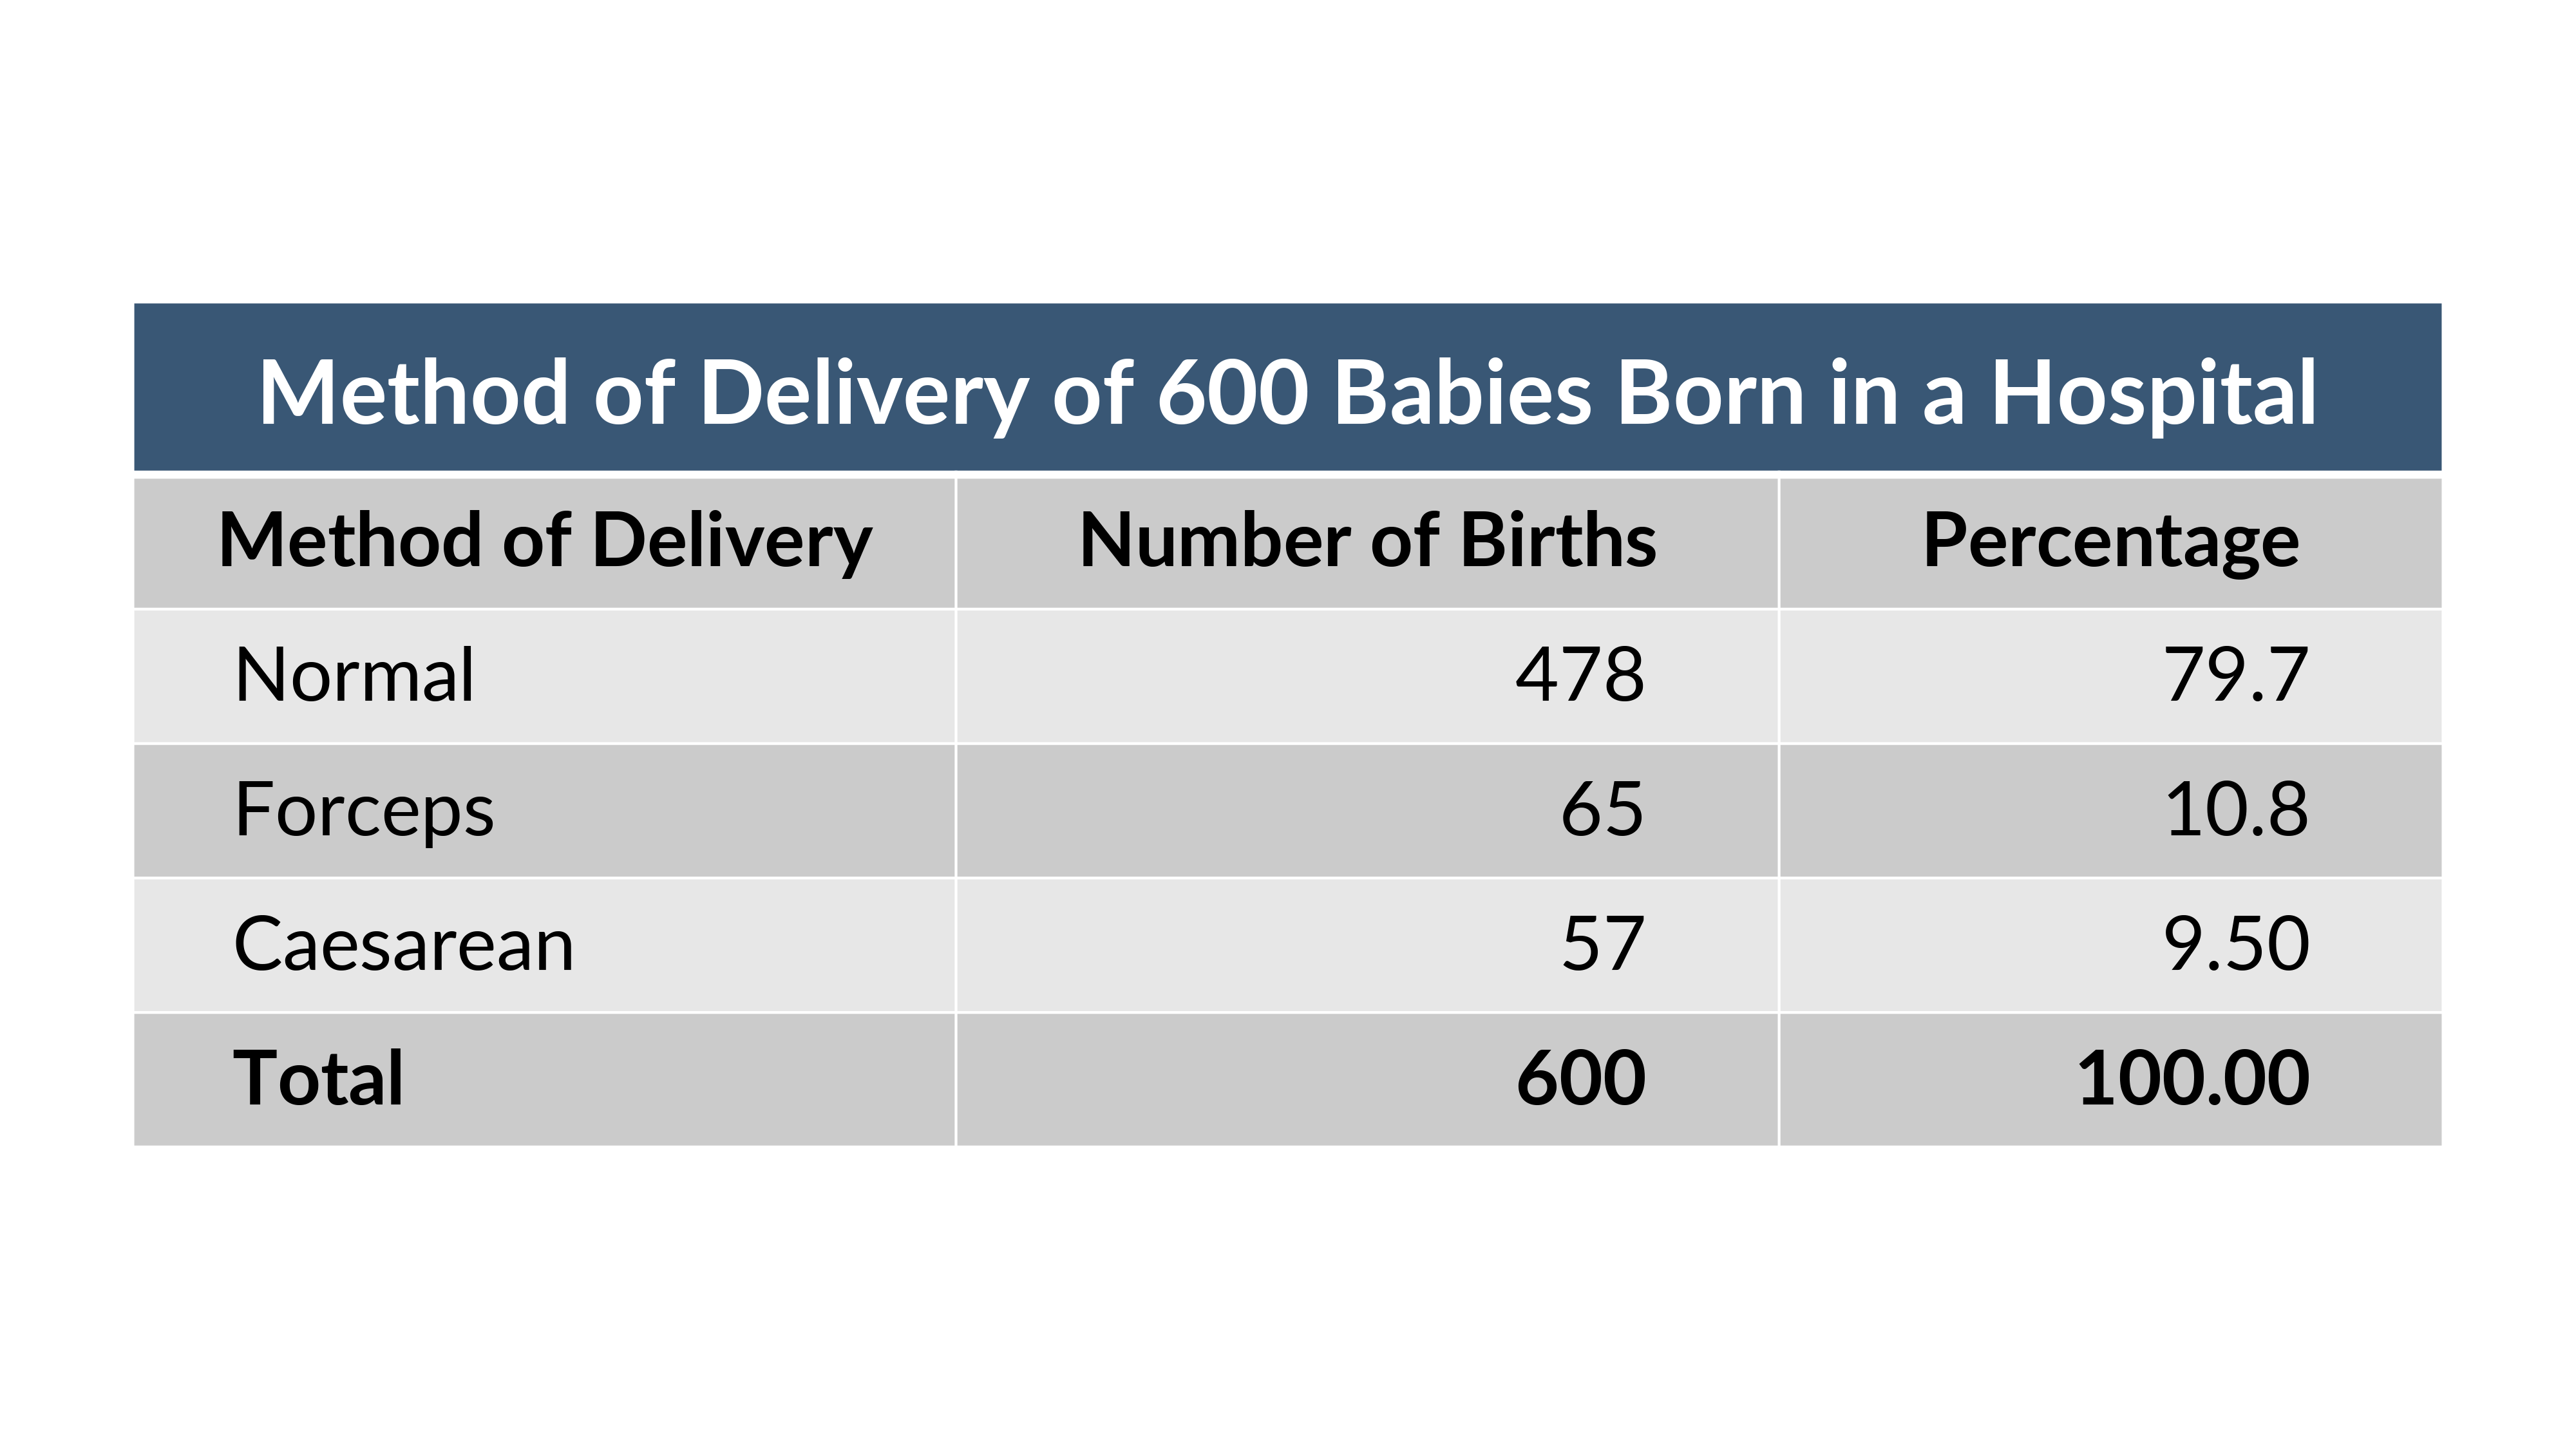 Method of Delivery of 600 Babies Born in a Hospital
Method of Delivery Number of Births Percentage
Normal 478 79.7
Forceps 65 10.8
Caesarean 57 9.50
Total 600 100.00